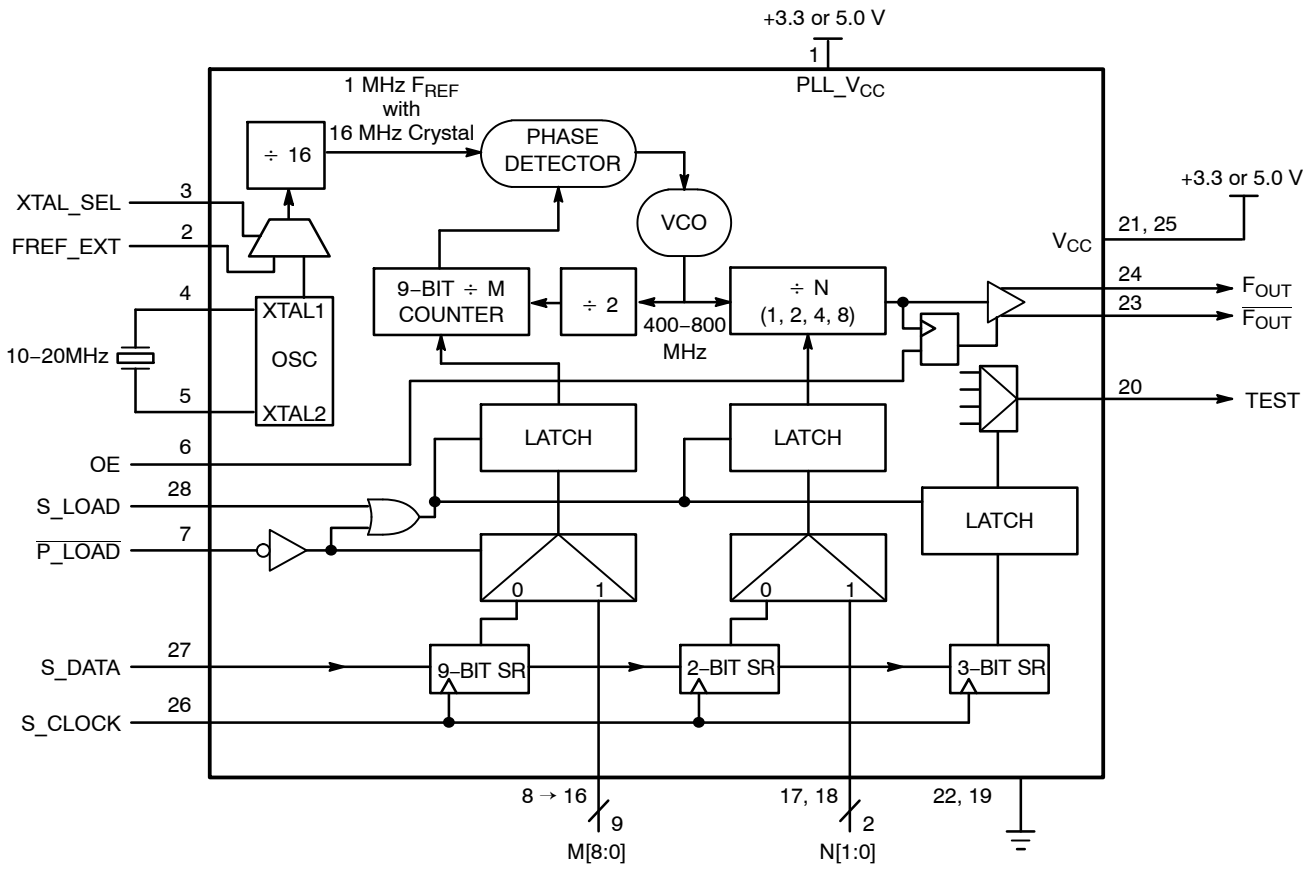 +3.3 or 5.0 V
1
PLL_VCC
1 MHz FREF
with
16 MHz Crystal
÷ 16
PHASE
DETECTOR
+3.3 or 5.0 V
XTAL_SEL
3
VCO
FREF_EXT
2
21, 25
VCC
4
XTAL1
9−BIT ÷ M
COUNTER
÷ 2
÷ N
(1, 2, 4, 8)
24
FOUT
23
FOUT
400−800
MHz
10−20MHz
OSC
5
XTAL2
20
TEST
LATCH
LATCH
6
OE
28
S_LOAD
LATCH
7
P_LOAD
0
1
0
1
27
S_DATA
9−BIT SR
2−BIT SR
3−BIT SR
26
S_CLOCK
8 → 16
9
M[8:0]
17, 18
2
N[1:0]
22, 19